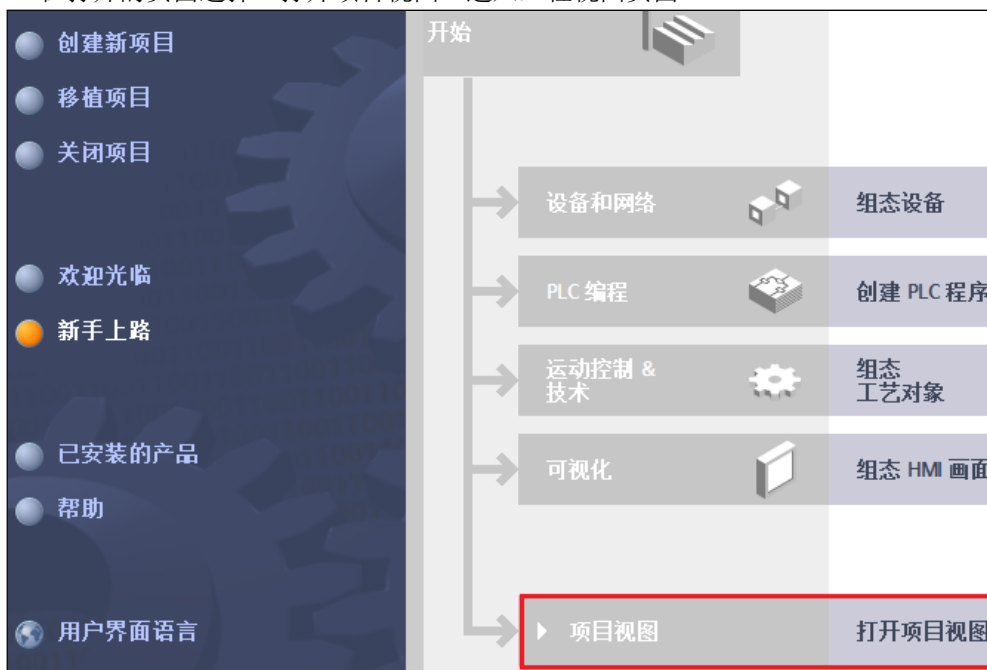 创建新项目
移植项目
关闭项目
欢迎光临
新手上路
已安装的产品
帮助
用户界面语言
开始
设备和网络
组态设备
PLC 编程
创建 PLC 程序
运动控制 &
技术
组态
工艺对象
可视化
组态 HMI 画面
项目视图
打开项目视图